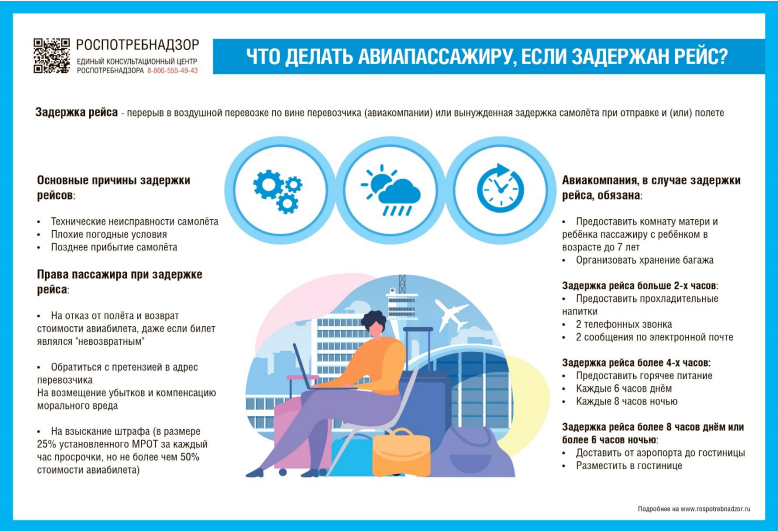 РОСПОТРЕБНАДЗОР
ЕДИНЫЙ КОНСУЛЬТАЦИОННЫЙ ЦЕНТР
РОСПОТРЕБНАДЗОРА 8-800-555-49-43
ЧТО ДЕЛАТЬ АВИАПАССАЖИРУ, ЕСЛИ ЗАДЕРЖАН РЕЙС?
Задержка рейса - перерыв в воздушной перевозке по вине перевозчика (авиакомпании) или вынужденная задержка самолёта при отправке и (или) полете
Основные причины задержки
рейсов:
• Технические неисправности самолёта
• Плохие погодные условия
• Позднее прибытие самолёта
Права пассажира при задержке
рейса:
• На отказ от полёта и возврат
стоимости авиабилета, даже если билет
являлся "невозвратным"
• Обратиться с претензией в адрес
перевозчика
На возмещение убытков и компенсацию
морального вреда
• На взыскание штрафа (в размере
25% установленного МРОТ за каждый
час просрочки, но не более чем 50%
стоимости авиабилета)
Авиакомпания, в случае задержки
рейса, обязана:
• Предоставить комнату матери и
ребёнка пассажиру с ребёнком в
возрасте до 7 лет
• Организовать хранение багажа
Задержка рейса больше 2-х часов:
• Предоставить прохладительные
напитки
• 2 телефонных звонка
• 2 сообщения по электронной почте
Задержка рейса более 4-х часов:
• Предоставить горячее питание
• Каждые 6 часов днём
• Каждые 8 часов ночью
Задержка рейса более 8 часов днём или
более 6 часов ночью:
• Доставить от аэропорта до гостиницы
• Разместить в гостинице
Подробнее на www.rospotrebnadzor.ru